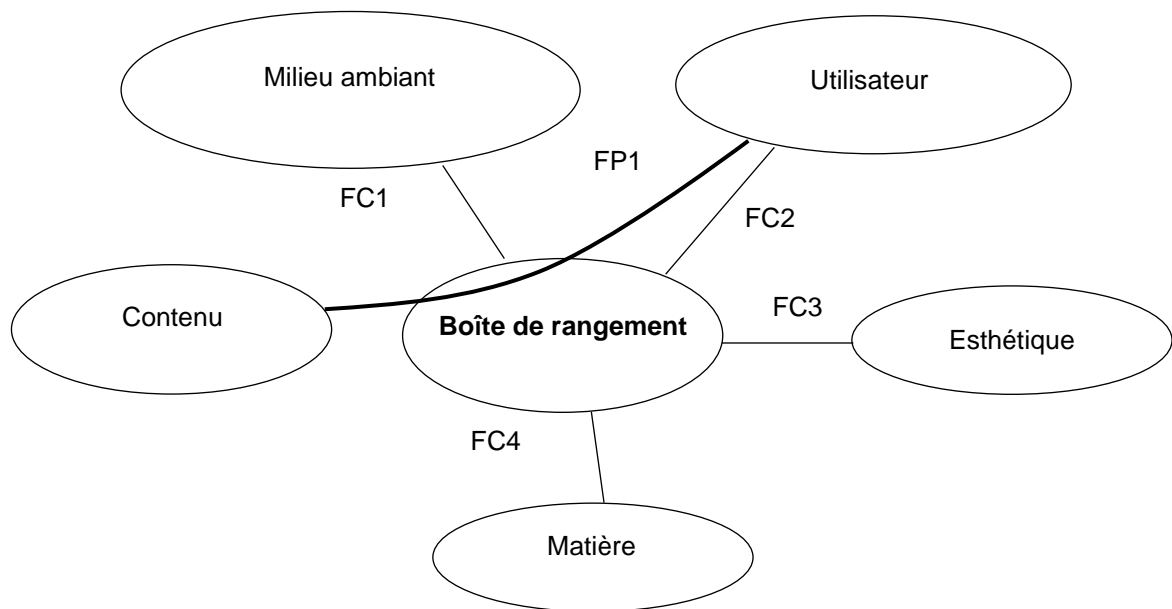 Milieu ambiant
Utilisateur
FP1
FC1
FC2
Contenu
Boîte de rangement
FC3
Esthétique
FC4
Matière